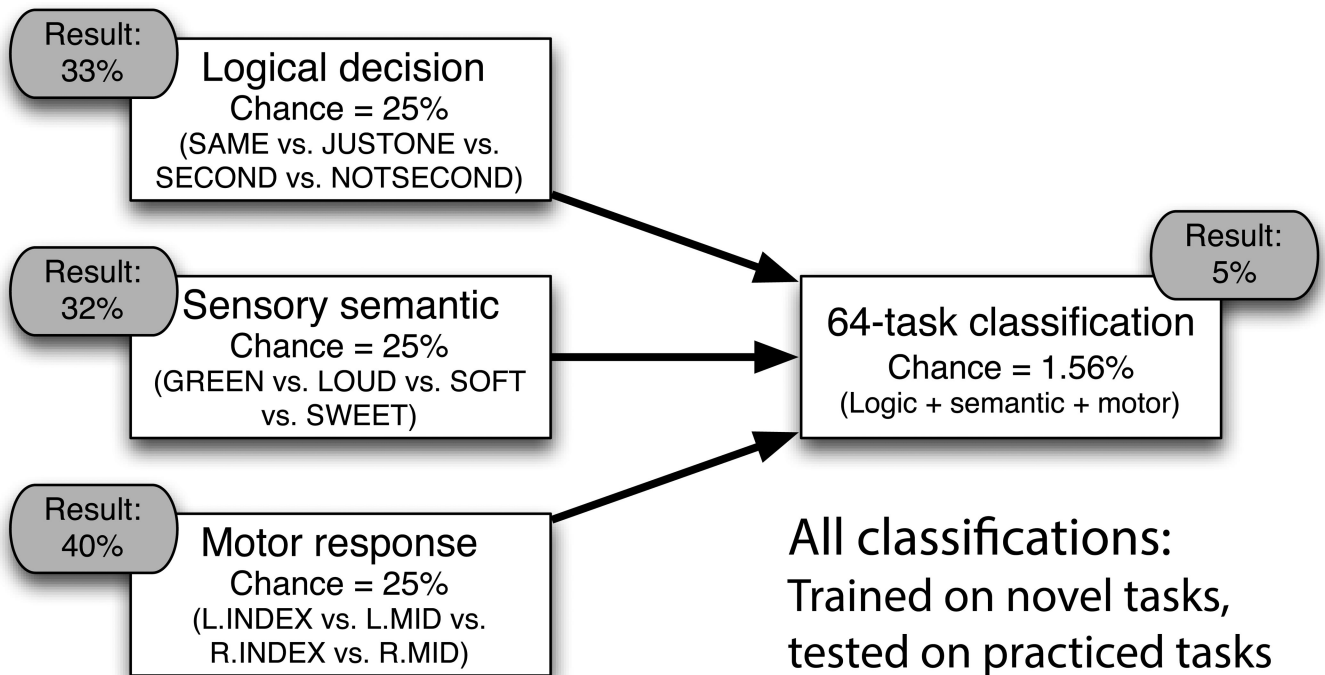 Result:
33%
Logical decision
Chance = 25%
(SAME vs. JUSTONE vs.
SECOND vs. NOTSECOND)
Result:
32%
Sensory semantic
Chance = 25%
(GREEN vs. LOUD vs. SOFT
vs. SWEET)
Result:
40%
Motor response
Chance = 25%
(L.INDEX vs. L.MID vs.
R.INDEX vs. R.MID)
Result:
5%
64-task classification
Chance = 1.56%
(Logic + semantic + motor)
All classifications:
Trained on novel tasks,
tested on practiced tasks